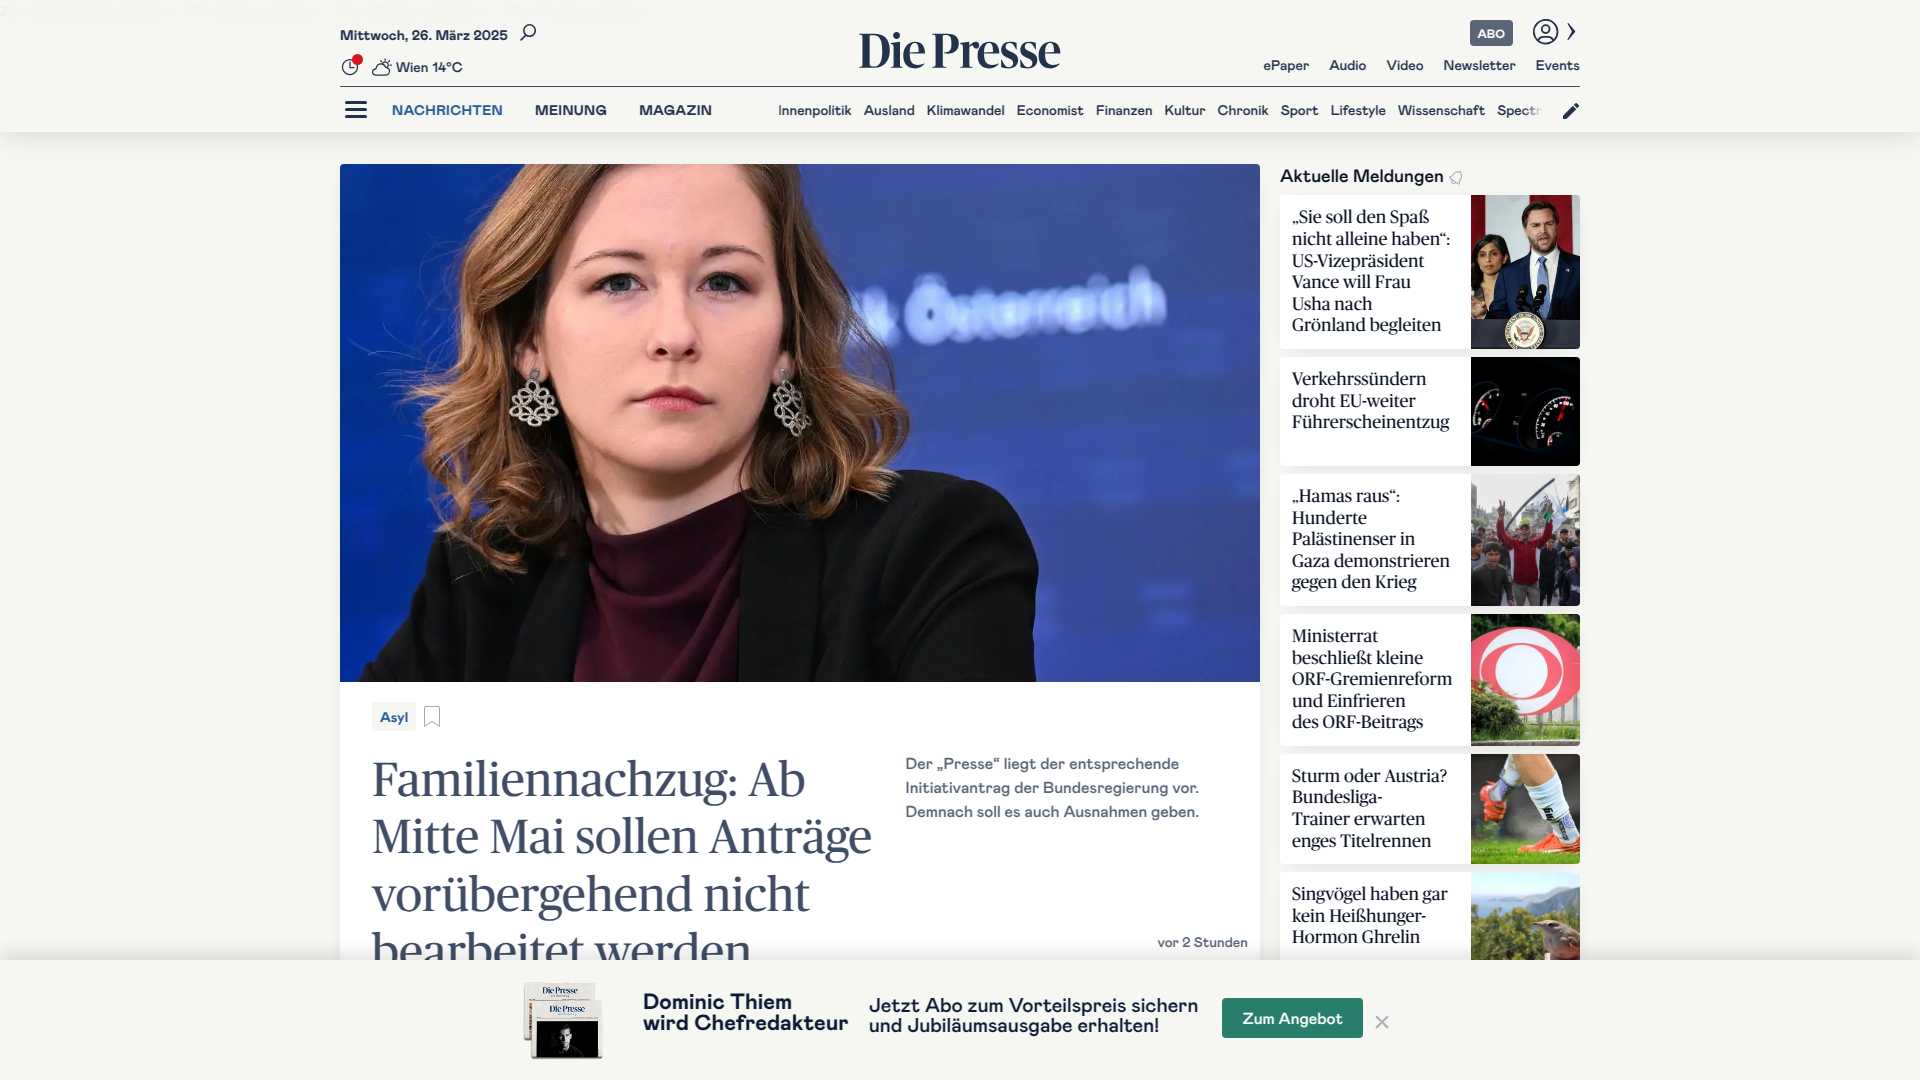 Mittwoch, 26. März 2025
Wien 14°C
Die Presse
ABO
ePaper Audio Video Newsletter Events
NACHRICHTEN MEINUNG MAGAZIN
Innenpolitik Ausland Klimawandel Economist Finanzen Kultur Chronik Sport Lifestyle Wissenschaft Spectr
Österreich
Asyl
Familiennachzug: Ab
Mitte Mai sollen Anträge
vorübergehend nicht
bearbeitet werden
Der „Presse“ liegt der entsprechende
Initiativantrag der Bundesregierung vor.
Demnach soll es auch Ausnahmen geben.
vor 2 Stunden
Aktuelle Meldungen
„Sie soll den Spaß
nicht alleine haben“:
US-Vizepräsident
Vance will Frau
Usha nach
Grönland begleiten
Verkehrssündern
droht EU-weiter
Führerscheinentzug
„Hamas raus“:
Hunderte
Palästinenser in
Gaza demonstrieren
gegen den Krieg
Ministerrat
beschließt kleine
ORF-Gremienreform
und Einfrieren
des ORF-Beitrags
Sturm oder Austria?
Bundesliga-
Trainer erwarten
enges Titelrennen
Singvögel haben gar
kein Heißhunger-
Hormon Ghrelin
Die Presse
Die Presse
Dominic Thiem
wird Chefredakteur
Jetzt Abo zum Vorteilspreis sichern
und Jubiläumsausgabe erhalten!
Zum Angebot